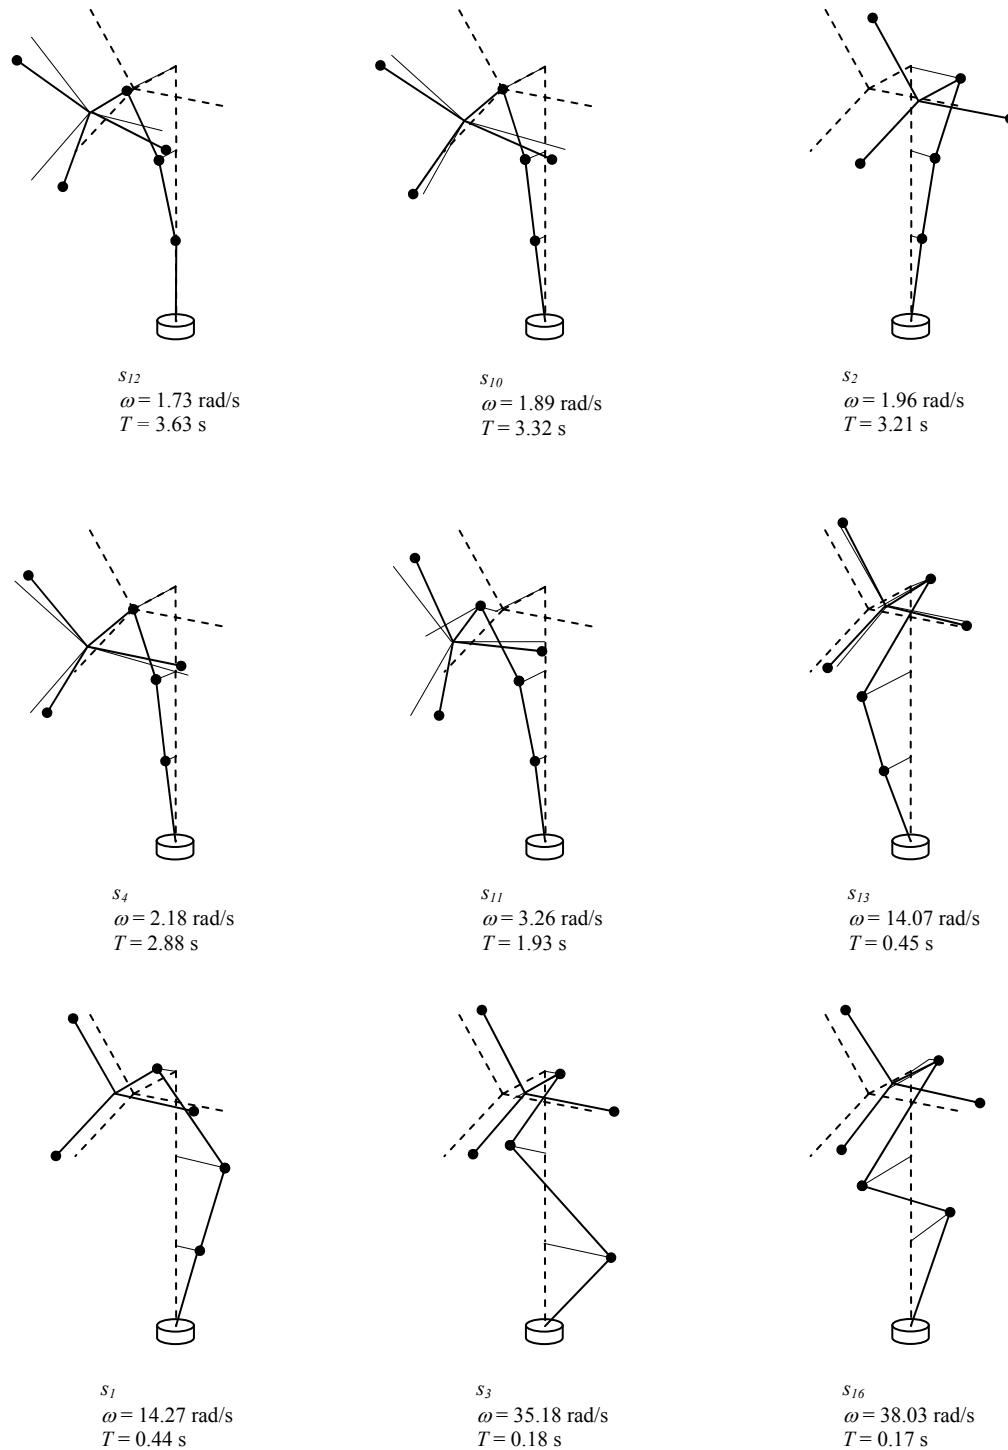 s12
ω = 1.73 rad/s
T = 3.63 s
s10
ω = 1.89 rad/s
T = 3.32 s
s2
ω = 1.96 rad/s
T = 3.21 s
s4
ω = 2.18 rad/s
T = 2.88 s
s11
ω = 3.26 rad/s
T = 1.93 s
s13
ω = 14.07 rad/s
T = 0.45 s
s1
ω = 14.27 rad/s
T = 0.44 s
s3
ω = 35.18 rad/s
T = 0.18 s
s16
ω = 38.03 rad/s
T = 0.17 s